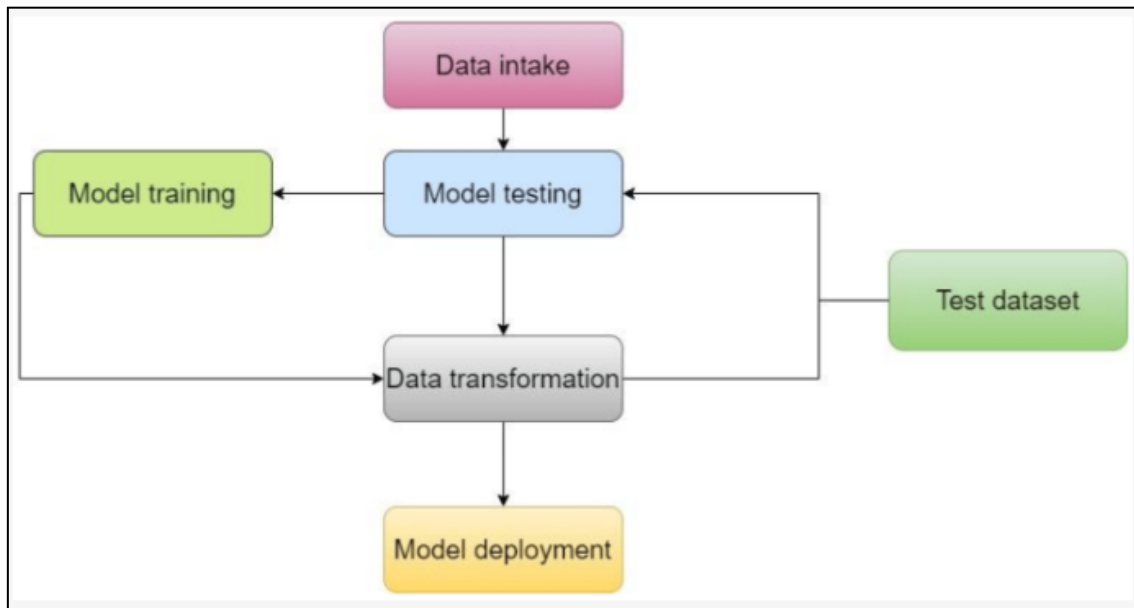 Data intake
Model training
Model testing
Test dataset
Data transformation
Model deployment